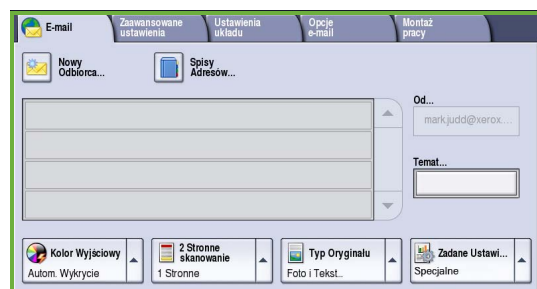 E-mail
Zaawansowane
ustawienia
Ustawienia
układu
Opcje
e-mail
Montaż
pracy
Nowy
Odbiorca...
Spisy
Adresów...
Od...
mark.judd@xerox....
Temat...
Kolor Wyjściowy
Autom. Wykrycie
2 Stronne
skanowanie
1 Stronne
Typ Oryginału
Foto i Tekst..
Zadane Ustawi...
Specjalne